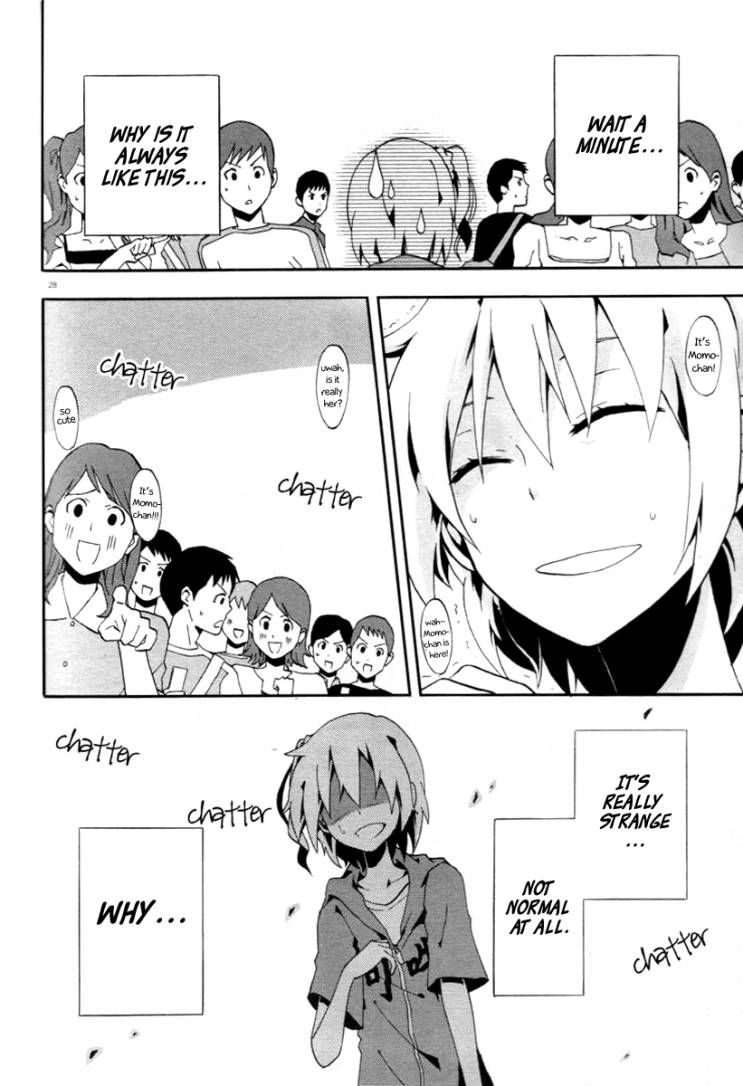 WAIT A
MINUTE...
WHY IS IT
ALWAYS
LIKE THIS...
28
It's
Momo-
chan!
wah~
Momo-
chan is
here!
uwah,
is it
really
her?
chatter
so
cute
It's
Momo-
chan!!!
chatter
IT'S
REALLY
STRANGE
...
NOT
NORMAL
AT ALL.
chatter
chatter
WHY...
chatter